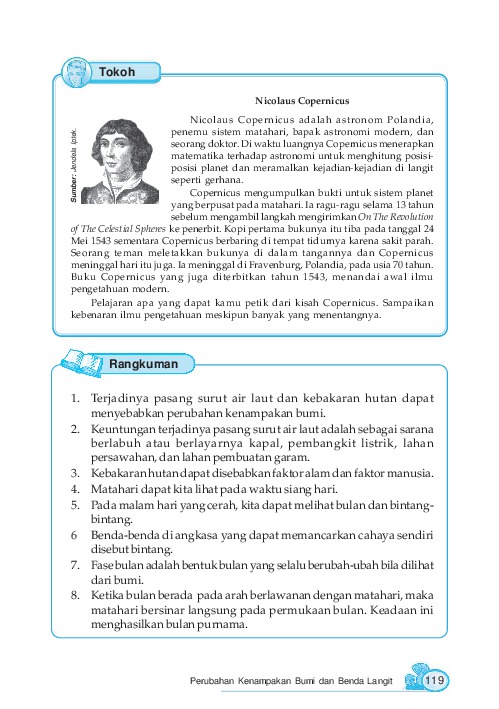 Tokoh
Nicolaus Copernicus
Nicolaus Copernicus adalah astronom Polandia,
penemu sistem matahari, bapak astronomi modern, dan
seorang doktor. Di waktu luangnya Copernicus menerapkan
matematika terhadap astronomi untuk menghitung posisi-
posisi planet dan meramalkan kejadian-kejadian di langit
seperti gerhana.
Sumber: Jendela Iptek.
Copernicus mengumpulkan bukti untuk sistem planet
yang berpusat pada matahari. Ia ragu-ragu selama 13 tahun
sebelum mengambil langkah mengirimkan On The Revolution
of The Celestial Spheres ke penerbit. Kopi pertama bukunya itu tiba pada tanggal 24
Mei 1543 sementara Copernicus berbaring di tempat tidurnya karena sakit parah.
Seorang teman meletakkan bukunya di dalam tangannya dan Copernicus
meninggal hari itu juga. Ia meninggal di Fravenburg, Polandia, pada usia 70 tahun.
Buku Copernicus yang juga diterbitkan tahun 1543, menandai awal ilmu
pengetahuan modern.
Pelajaran apa yang dapat kamu petik dari kisah Copernicus. Sampaikan
kebenaran ilmu pengetahuan meskipun banyak yang menentangnya.
Rangkuman
1. Terjadinya pasang surut air laut dan kebakaran hutan dapat
menyebabkan perubahan kenampakan bumi.
2. Keuntungan terjadinya pasang surut air laut adalah sebagai sarana
berlabuh atau berlayarnya kapal, pembangkit listrik, lahan
persawahan, dan lahan pembuatan garam.
3. Kebakaran hutan dapat disebabkan faktor alam dan faktor manusia.
4. Matahari dapat kita lihat pada waktu siang hari.
5. Pada malam hari yang cerah, kita dapat melihat bulan dan bintang-
bintang.
6 Benda-benda di angkasa yang dapat memancarkan cahaya sendiri
disebut bintang.
7. Fase bulan adalah bentuk bulan yang selalu berubah-ubah bila dilihat
dari bumi.
8. Ketika bulan berada pada arah berlawanan dengan matahari, maka
matahari bersinar langsung pada permukaan bulan. Keadaan ini
menghasilkan bulan purnama.
Perubahan Kenampakan Bumi dan Benda Langit 119